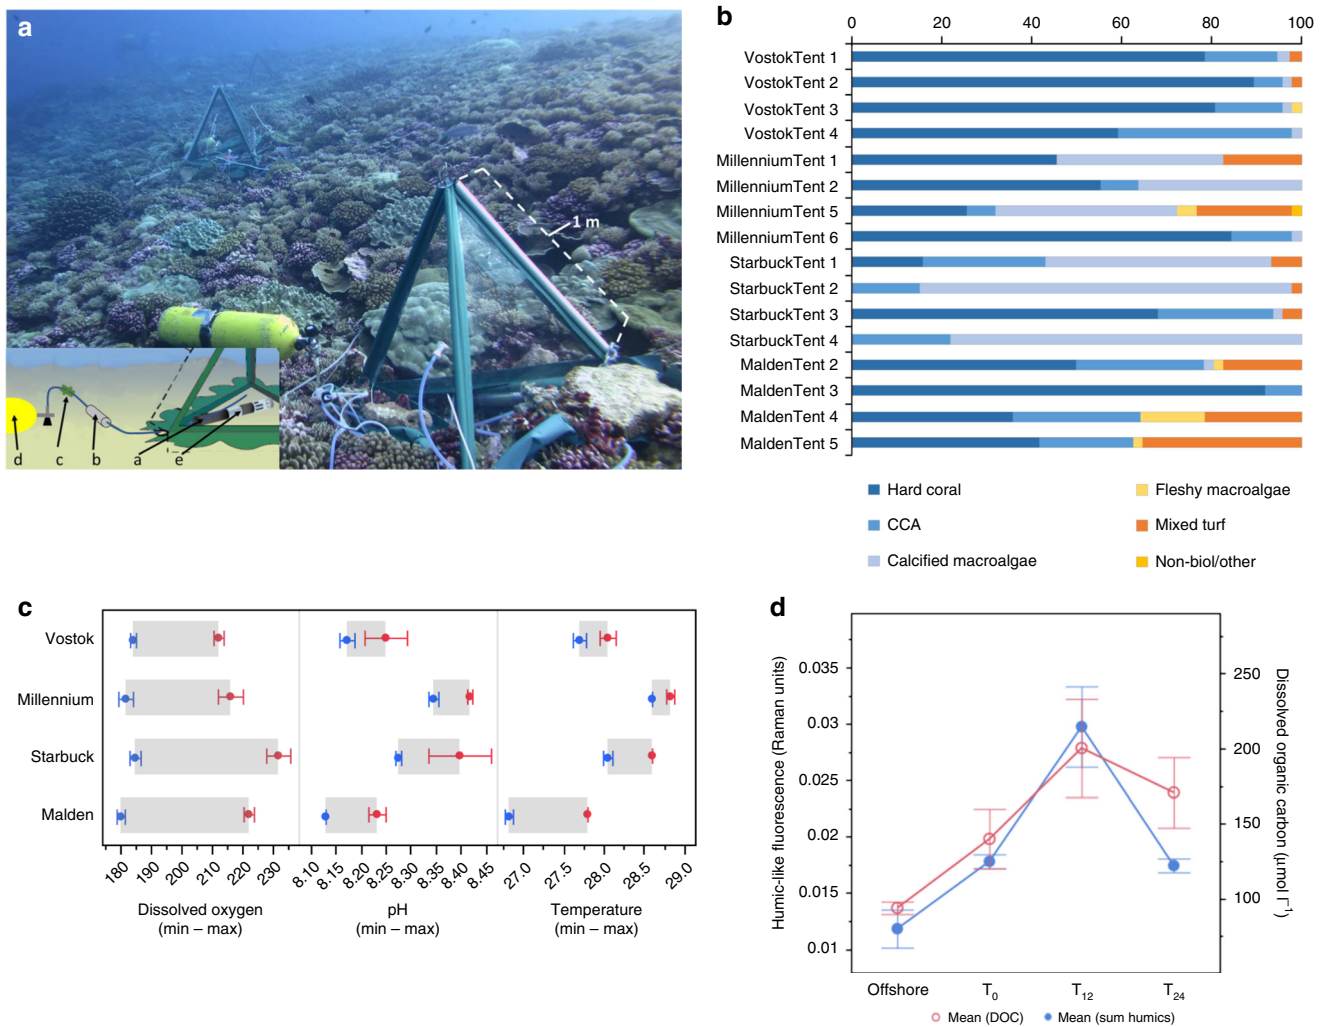 a
1 m
d
c
b
a
e
b
0
20
40
60
80
100
VostokTent 1
VostokTent 2
VostokTent 3
VostokTent 4
MillenniumTent 1
MillenniumTent 2
MillenniumTent 5
MillenniumTent 6
StarbuckTent 1
StarbuckTent 2
StarbuckTent 3
StarbuckTent 4
MaldenTent 2
MaldenTent 3
MaldenTent 4
MaldenTent 5
Hard coral
CCA
Calcified macroalgae
Fleshy macroalgae
Mixed turf
Non-biol/other
c
Vostok
Millennium
Starbuck
Malden
180
190
200
210
220
230
8.10
8.15
8.20
8.25
8.30
8.35
8.40
8.45
27.0
27.5
28.0
28.5
29.0
Dissolved oxygen
(min – max)
pH
(min – max)
Temperature
(min – max)
d
Humic-like fluorescence (Raman units)
0.035
0.03
0.025
0.02
0.015
0.01
250
200
150
100
Dissolved organic carbon (μmol l⁻¹)
Offshore
T₀
T₁₂
T₂₄
Mean (DOC)
Mean (sum humics)